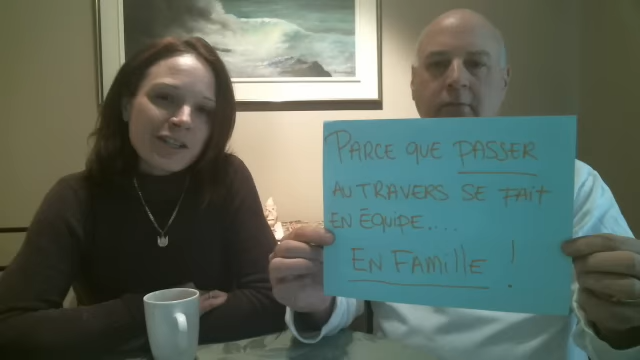 PARCE QUE PASSER
AU TRAVERS SE FAIT
EN ÉQUIPE....
EN FAMILLE !